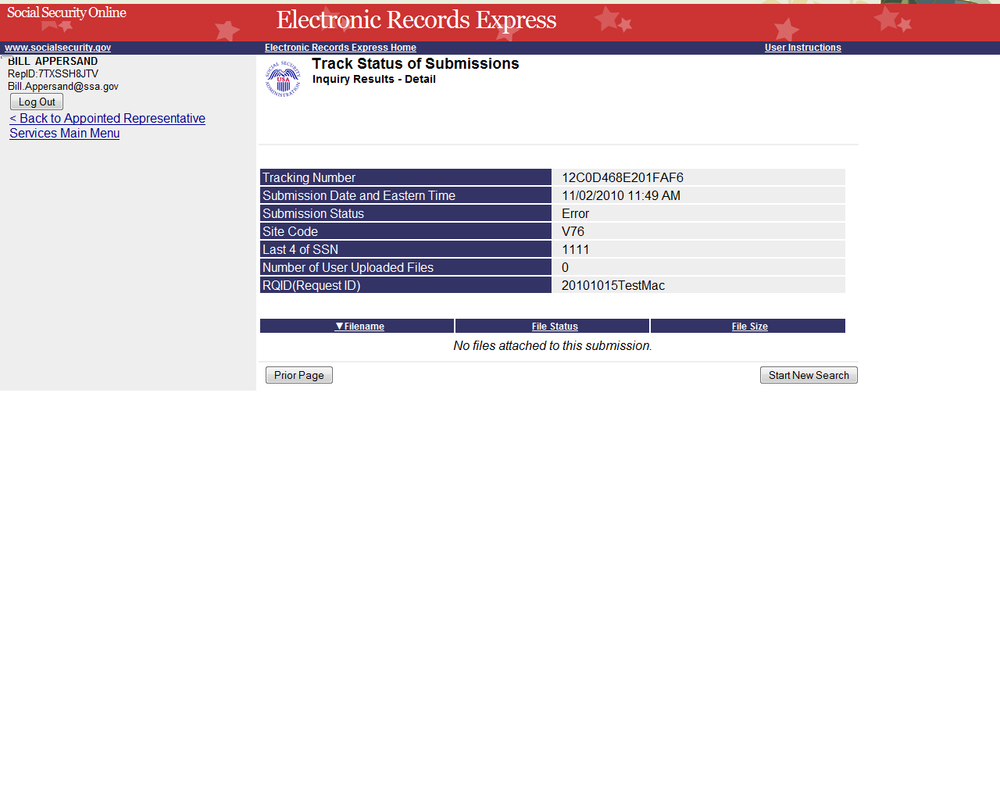 Social Security Online
Electronic Records Express
www.socialsecurity.gov
Electronic Records Express Home
User Instructions
BILL APPERSAND
RepID:7TXSSH8JTV
Bill.Appersand@ssa.gov
Log Out
< Back to Appointed Representative
Services Main Menu
SOCIAL SECURITY
USA
ADMINISTRATION
Track Status of Submissions
Inquiry Results - Detail
Tracking Number 12C0D468E201FAF6
Submission Date and Eastern Time 11/02/2010 11:49 AM
Submission Status Error
Site Code V76
Last 4 of SSN 1111
Number of User Uploaded Files 0
RQID(Request ID) 20101015TestMac
▼Filename File Status File Size
No files attached to this submission.
Prior Page Start New Search